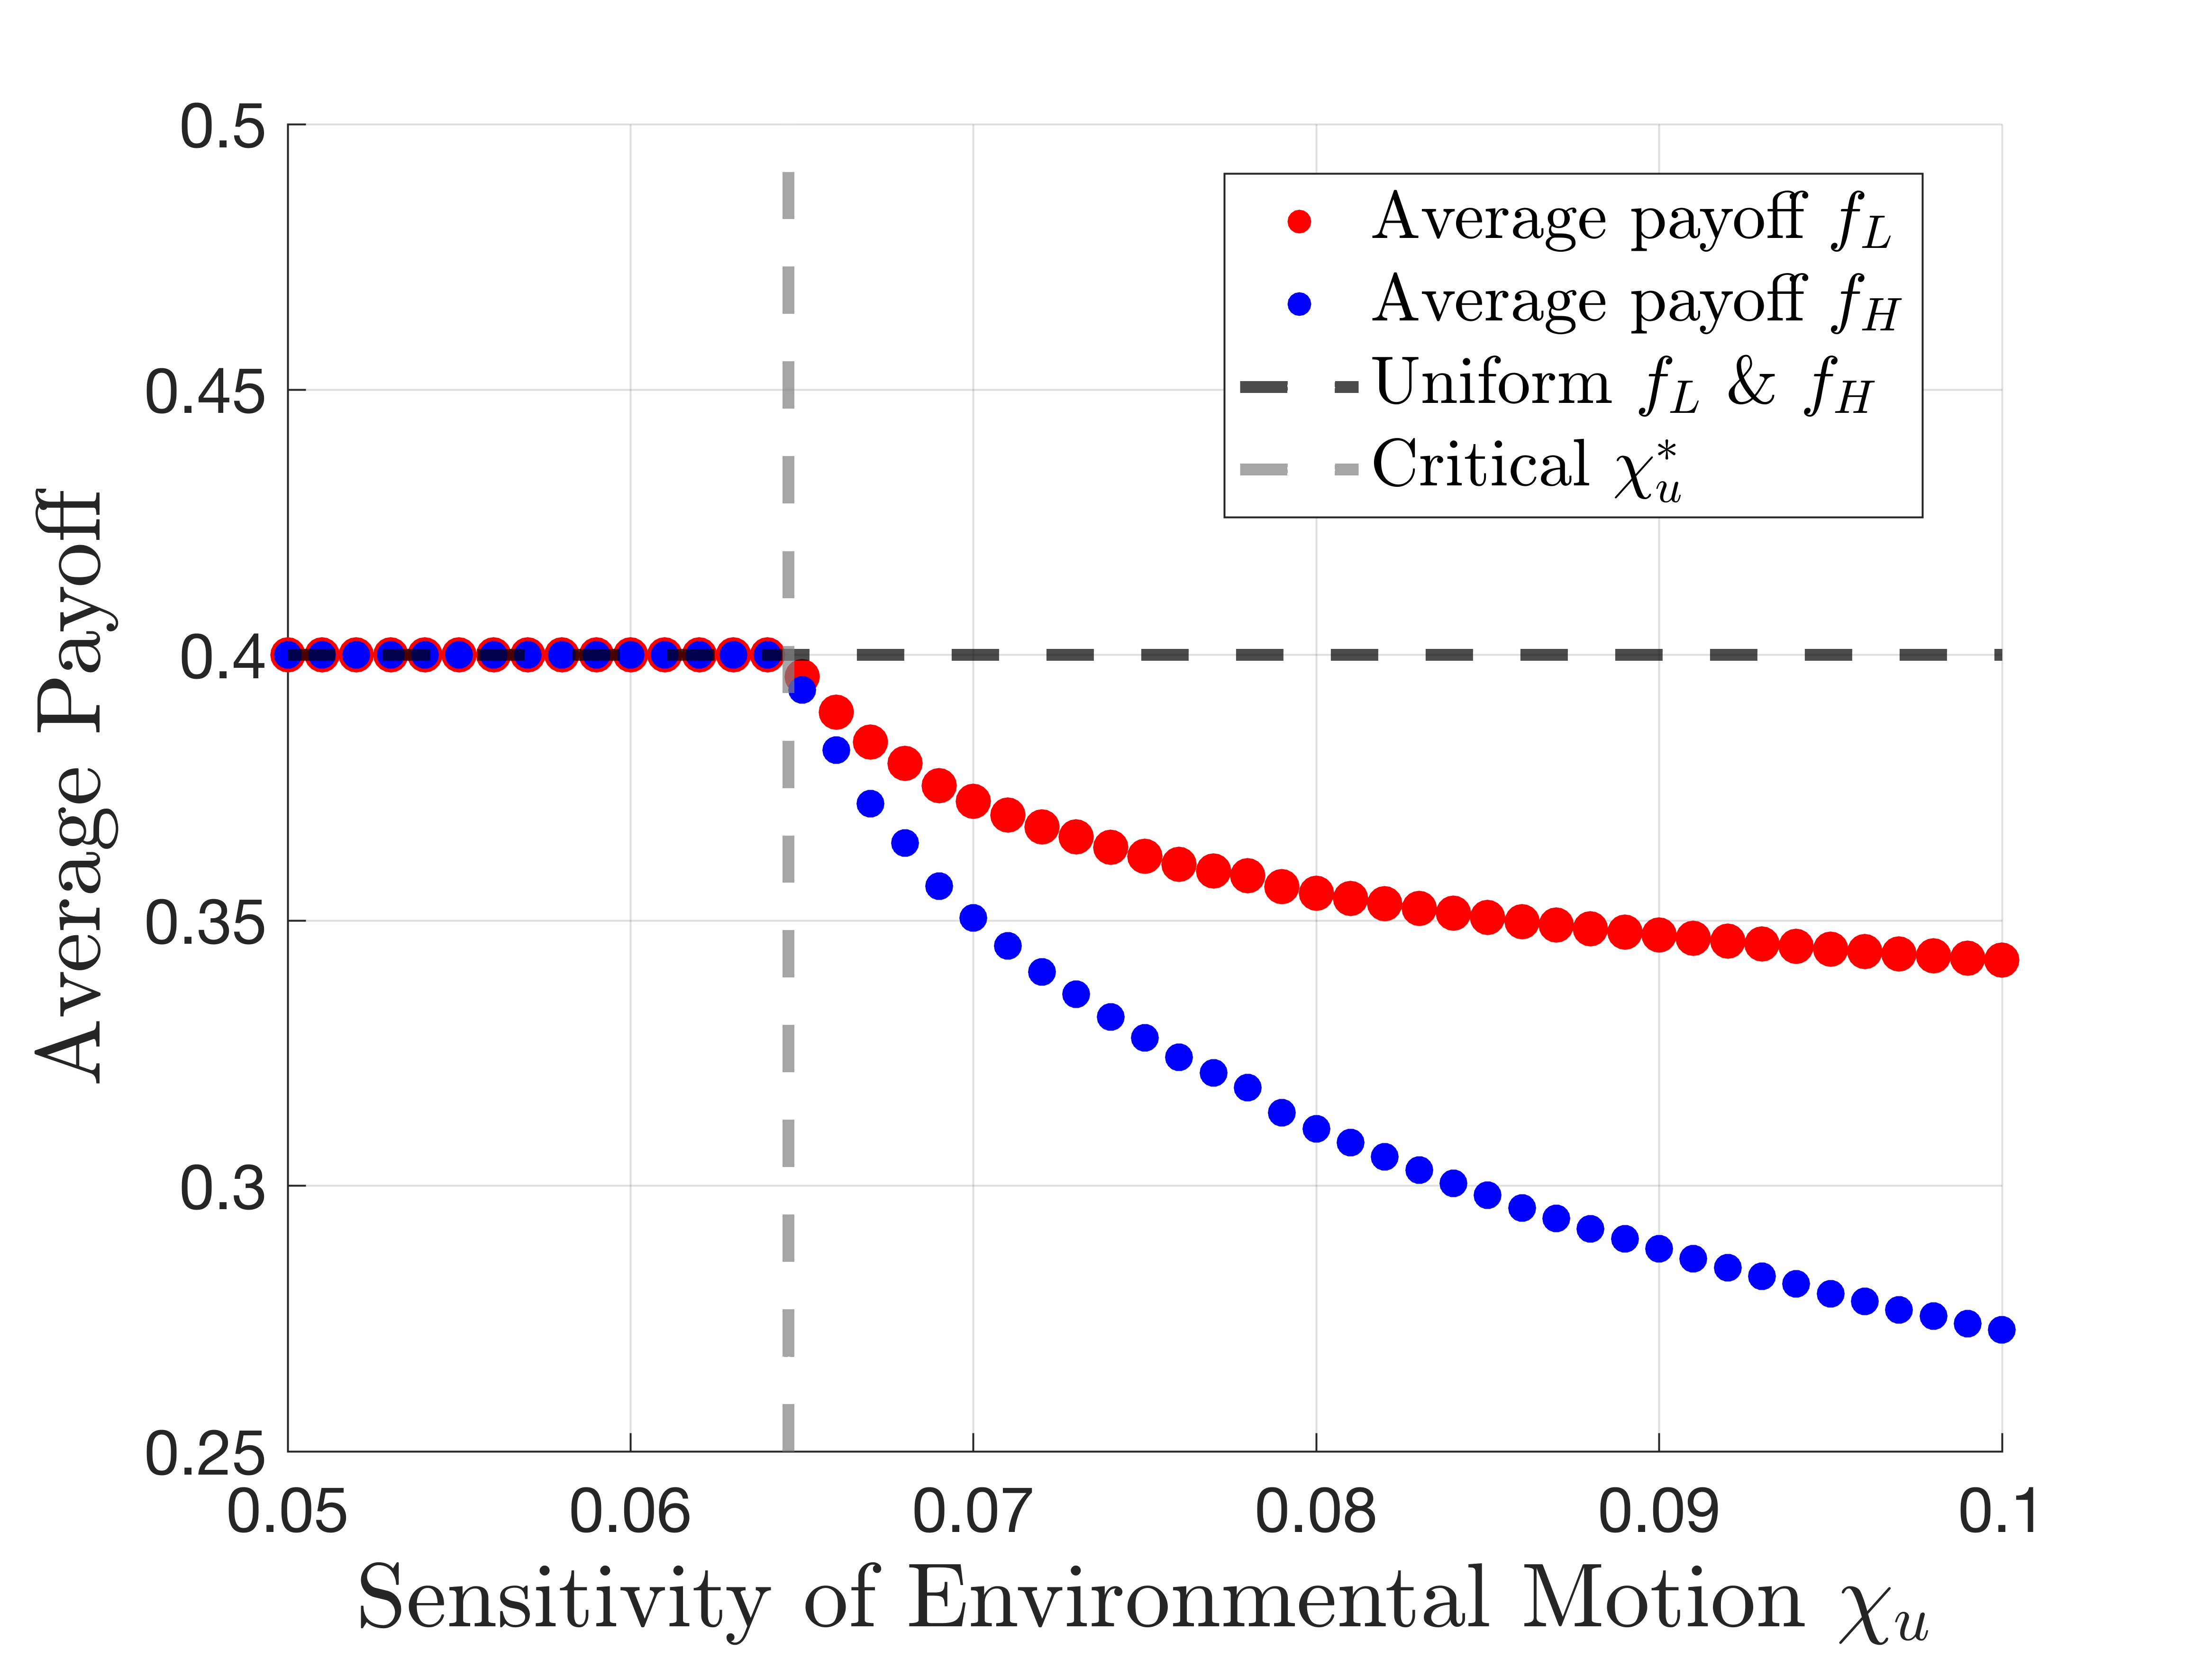 0.5
0.45
0.4
0.35
0.3
0.25
Average Payoff
Average payoff f_L
Average payoff f_H
Uniform f_L & f_H
Critical χ_u^*
0.05 0.06 0.07 0.08 0.09 0.1
Sensitivity of Environmental Motion χ_u